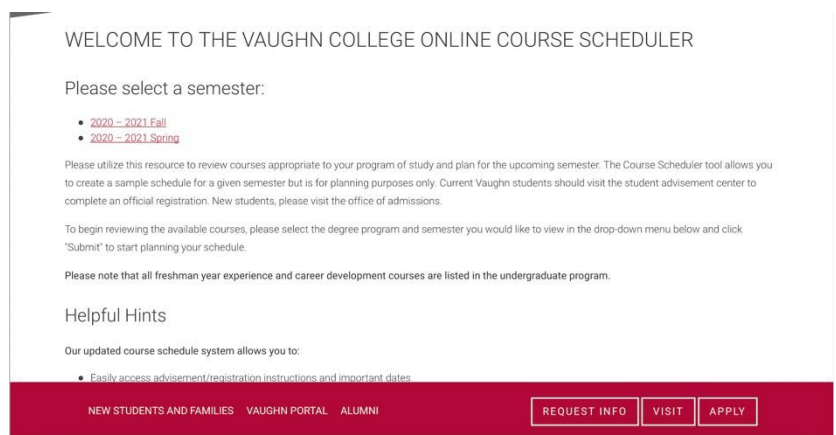 WELCOME TO THE VAUGHN COLLEGE ONLINE COURSE SCHEDULER
Please select a semester:
2020 – 2021 Fall
2020 – 2021 Spring
Please utilize this resource to review courses appropriate to your program of study and plan for the upcoming semester. The Course Scheduler tool allows you
to create a sample schedule for a given semester but is for planning purposes only. Current Vaughn students should visit the student advisement center to
complete an official registration. New students, please visit the office of admissions.
To begin reviewing the available courses, please select the degree program and semester you would like to view in the drop-down menu below and click
"Submit" to start planning your schedule.
Please note that all freshman year experience and career development courses are listed in the undergraduate program.
Helpful Hints
Our updated course schedule system allows you to:
Easily access advisement/registration instructions and important dates
NEW STUDENTS AND FAMILIES VAUGHN PORTAL ALUMNI REQUEST INFO VISIT APPLY